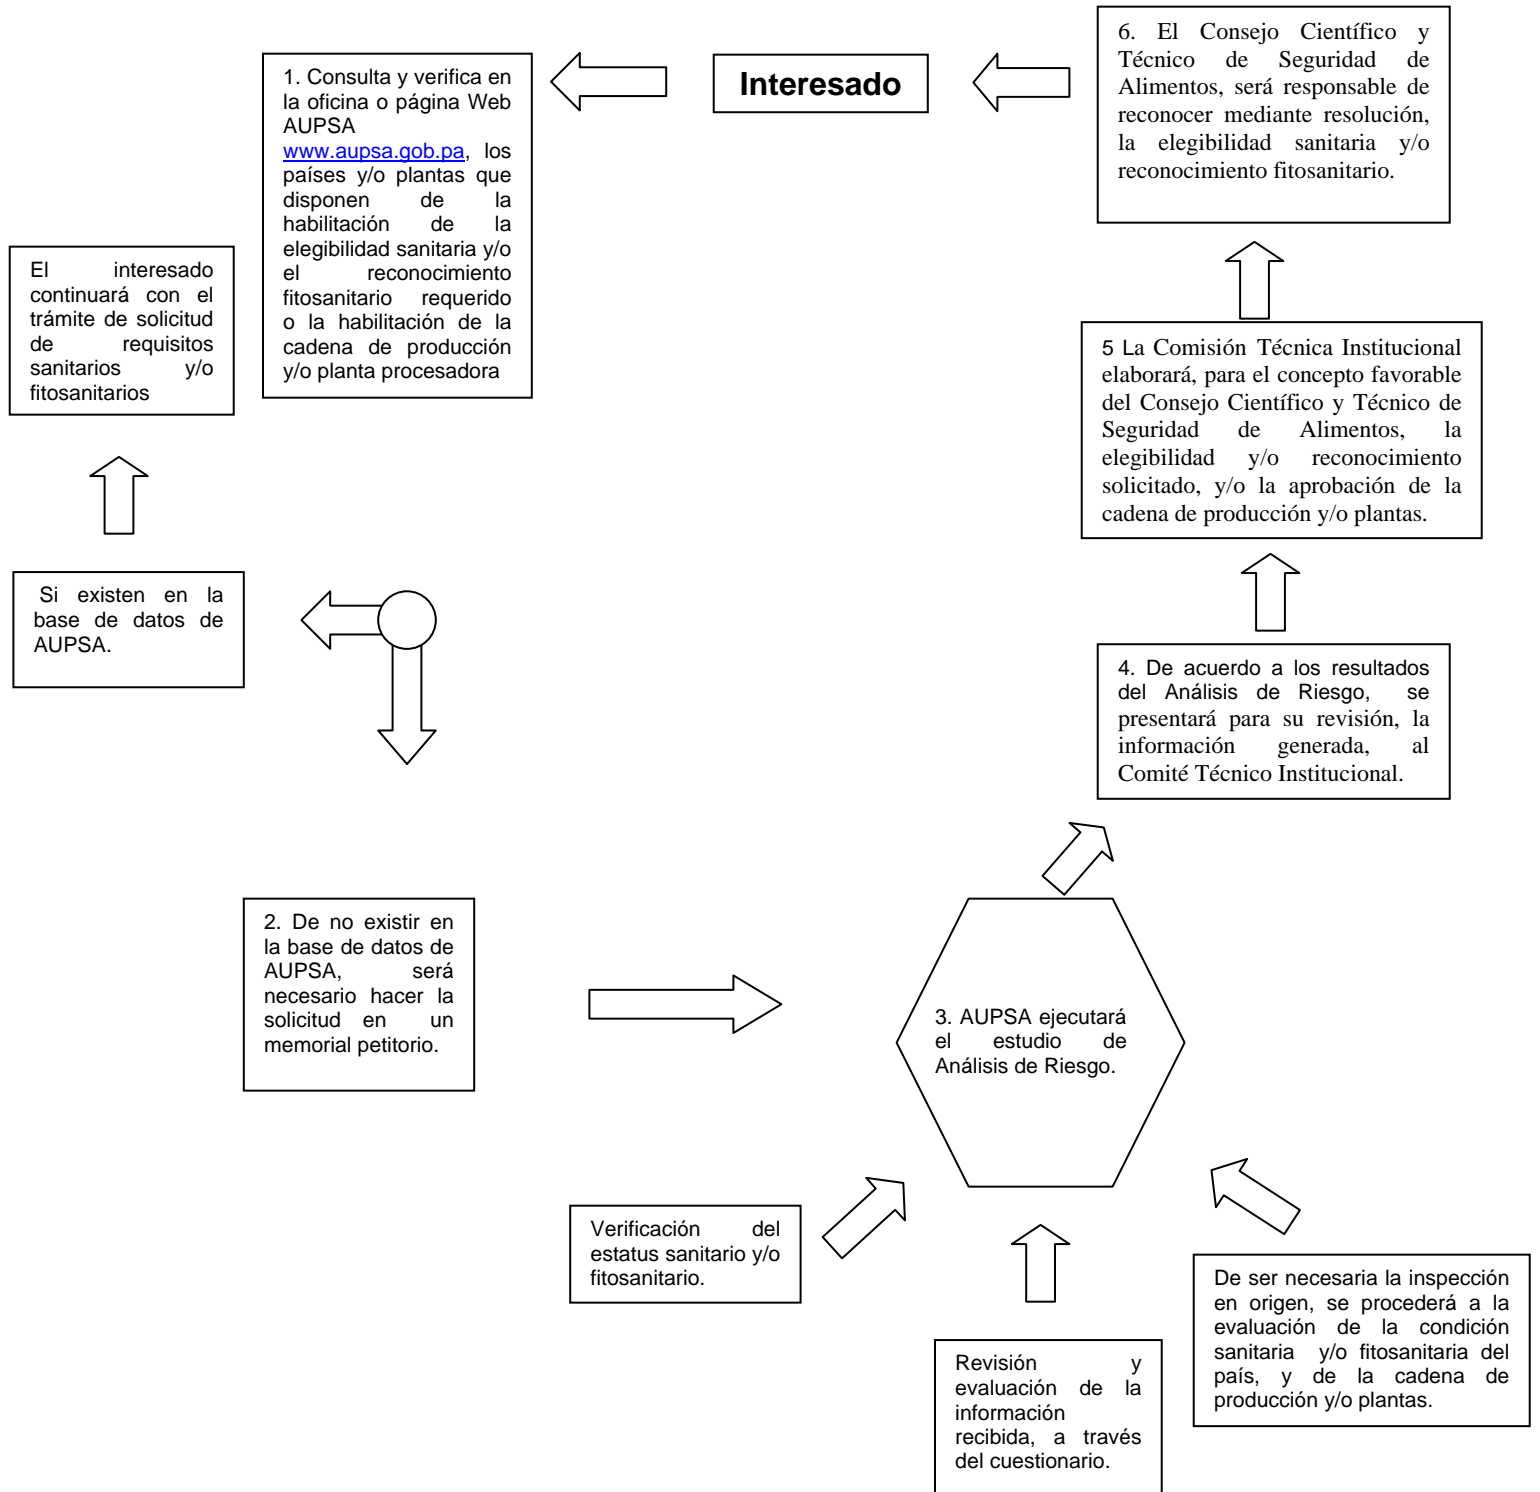 Interesado
1. Consulta y verifica en
la oficina o página Web
AUPSA
www.aupsa.gob.pa, los
países y/o plantas que
disponen de la
habilitación de la
elegibilidad sanitaria y/o
el reconocimiento
fitosanitario requerido
o la habilitación de la
cadena de producción
y/o planta procesadora
El interesado
continuará con el
trámite de solicitud
de requisitos
sanitarios y/o
fitosanitarios
Si existen en la
base de datos de
AUPSA.
2. De no existir en
la base de datos de
AUPSA, será
necesario hacer la
solicitud en un
memorial petitorio.
3. AUPSA ejecutará
el estudio de
Análisis de Riesgo.
Verificación del
estatus sanitario y/o
fitosanitario.
Revisión y
evaluación de la
información
recibida, a través
del cuestionario.
De ser necesaria la inspección
en origen, se procederá a la
evaluación de la condición
sanitaria y/o fitosanitaria del
país, y de la cadena de
producción y/o plantas.
4. De acuerdo a los resultados
del Análisis de Riesgo, se
presentará para su revisión, la
información generada, al
Comité Técnico Institucional.
5 La Comisión Técnica Institucional
elaborará, para el concepto favorable
del Consejo Científico y Técnico de
Seguridad de Alimentos, la
elegibilidad y/o reconocimiento
solicitado, y/o la aprobación de la
cadena de producción y/o plantas.
6. El Consejo Científico y
Técnico de Seguridad de
Alimentos, será responsable de
reconocer mediante resolución,
la elegibilidad sanitaria y/o
reconocimiento fitosanitario.